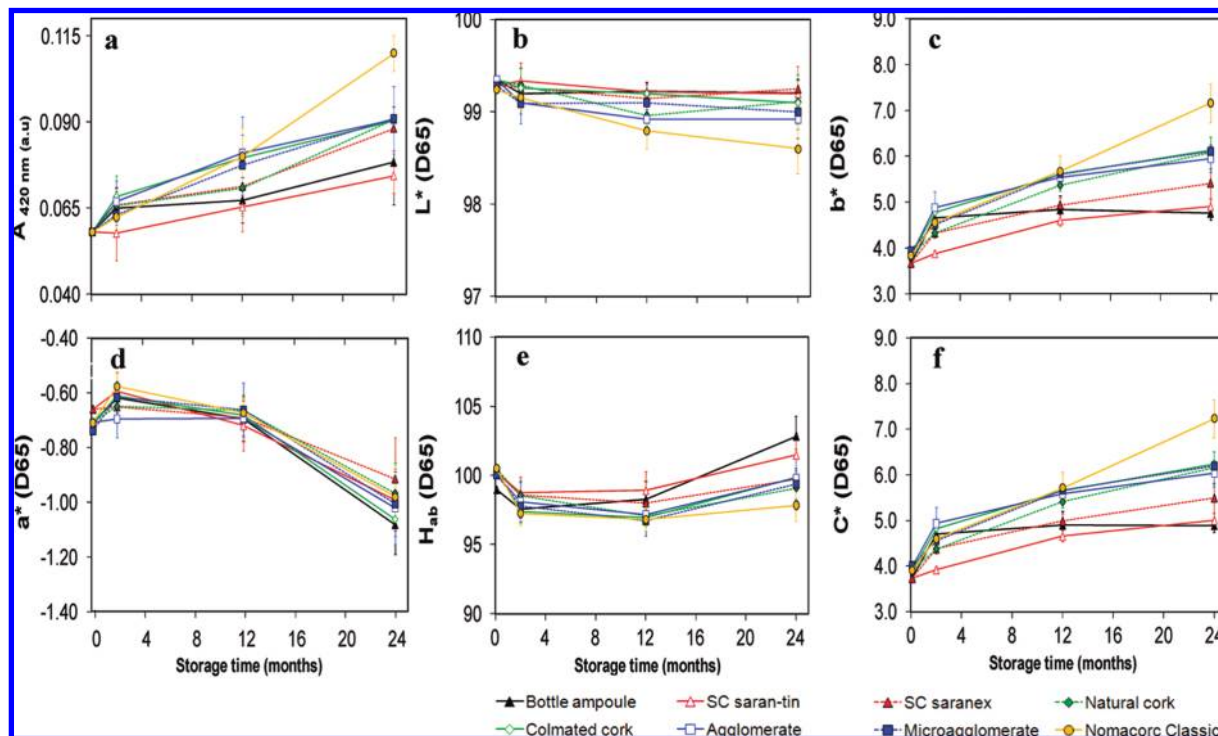 a
b
c
0.115
0.090
0.065
0.040
A 420 nm (a.u)
100
99
98
97
L* (D65)
9.0
8.0
7.0
6.0
5.0
4.0
3.0
b* (D65)
d
e
f
-0.40
-0.60
-0.80
-1.00
-1.20
-1.40
a* (D65)
110
105
100
95
90
Hab (D65)
9.0
8.0
7.0
6.0
5.0
4.0
3.0
C* (D65)
0 4 8 12 16 20 24
0 4 8 12 16 20 24
0 4 8 12 16 20 24
Storage time (months)
Storage time (months)
Storage time (months)
Bottle ampoule SC saran-tin SC saranex Natural cork
Colmated cork Agglomerate Microagglomerate Nomacorc Classic